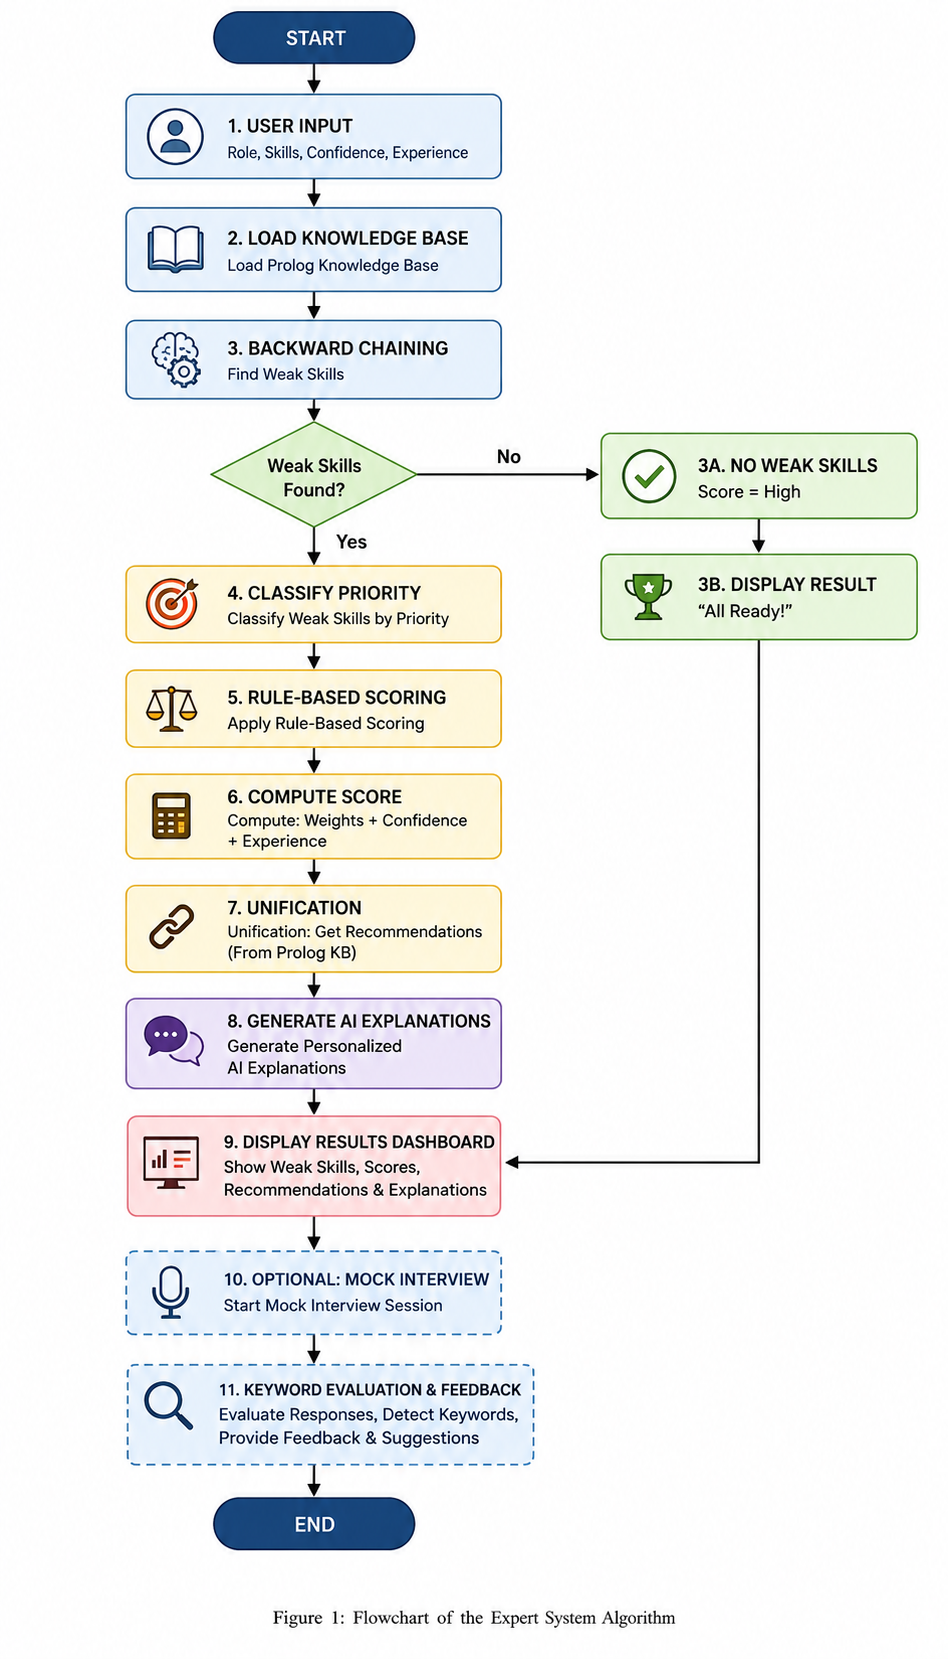 START
1. USER INPUT
Role, Skills, Confidence, Experience
2. LOAD KNOWLEDGE BASE
Load Prolog Knowledge Base
3. BACKWARD CHAINING
Find Weak Skills
Weak Skills
Found?
No
3A. NO WEAK SKILLS
Score = High
Yes
3B. DISPLAY RESULT
“All Ready!”
4. CLASSIFY PRIORITY
Classify Weak Skills by Priority
5. RULE-BASED SCORING
Apply Rule-Based Scoring
6. COMPUTE SCORE
Compute: Weights + Confidence
+ Experience
7. UNIFICATION
Unification: Get Recommendations
(From Prolog KB)
8. GENERATE AI EXPLANATIONS
Generate Personalized
AI Explanations
9. DISPLAY RESULTS DASHBOARD
Show Weak Skills, Scores,
Recommendations & Explanations
10. OPTIONAL: MOCK INTERVIEW
Start Mock Interview Session
11. KEYWORD EVALUATION & FEEDBACK
Evaluate Responses, Detect Keywords,
Provide Feedback & Suggestions
END
Figure 1: Flowchart of the Expert System Algorithm